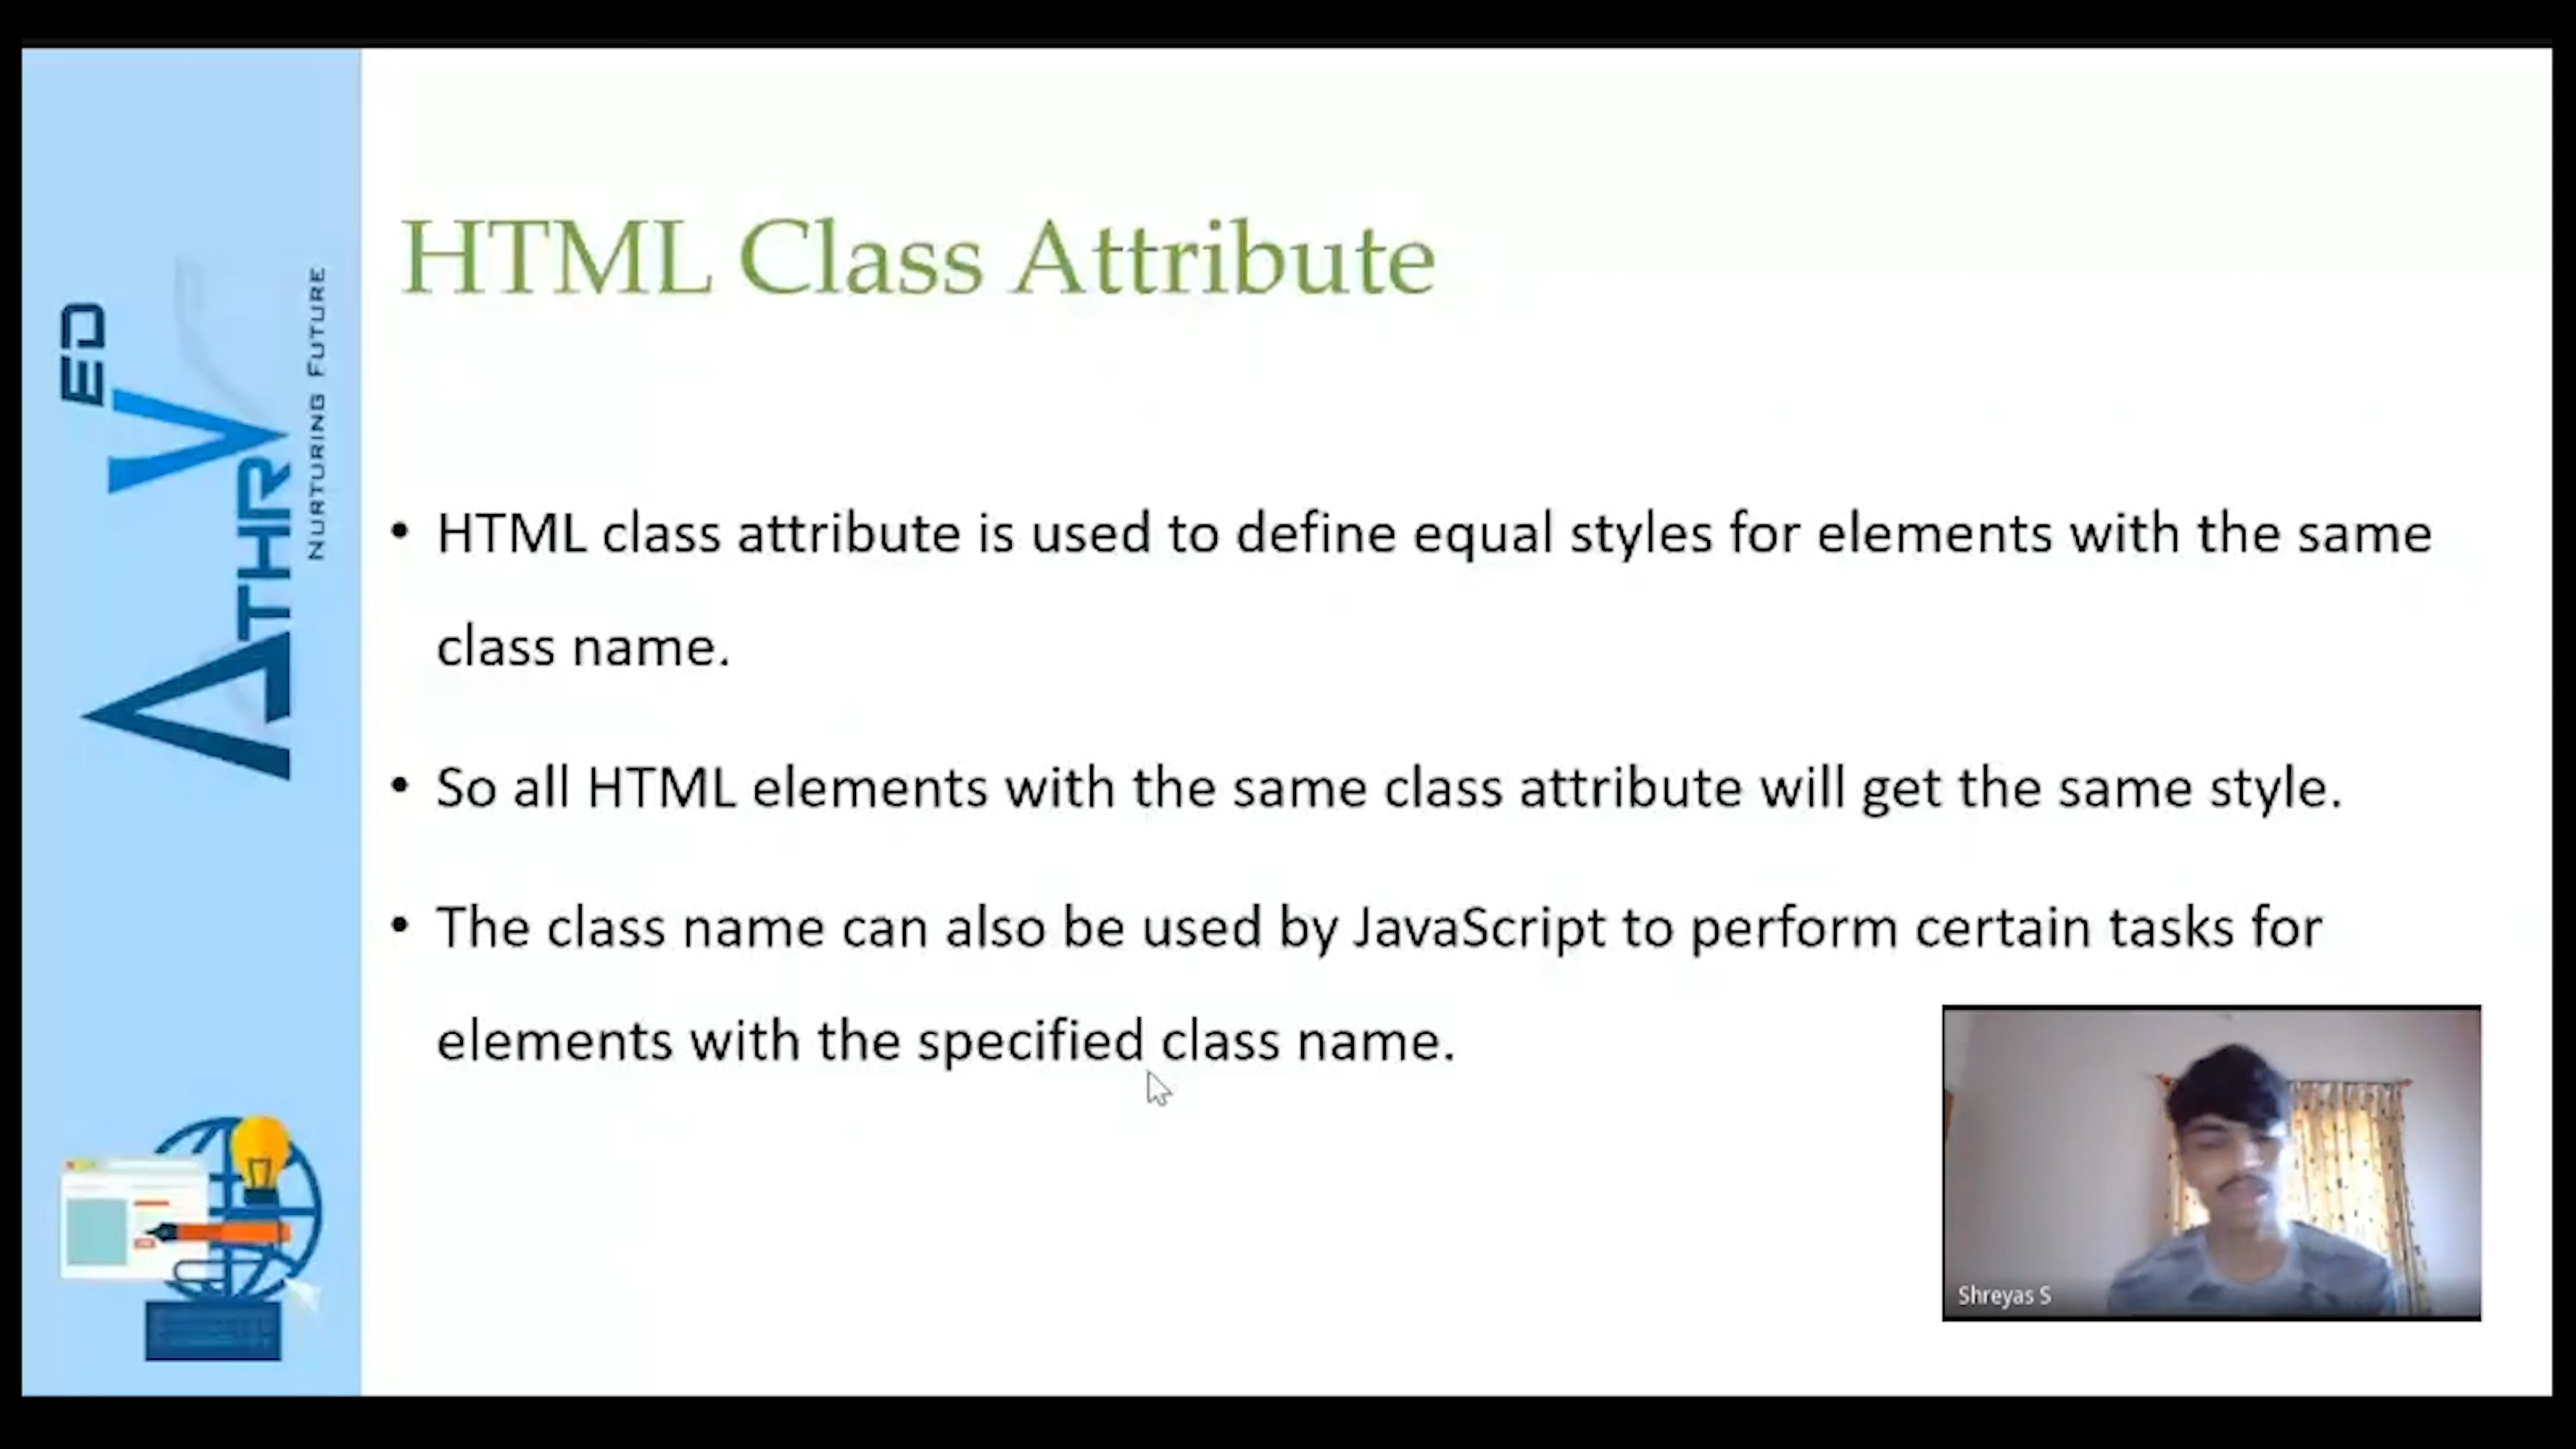 HTML Class Attribute
• HTML class attribute is used to define equal styles for elements with the same
class name.
• So all HTML elements with the same class attribute will get the same style.
• The class name can also be used by JavaScript to perform certain tasks for
elements with the specified class name.
ATHRV ED
NURTURING FUTURE
Shreyas S